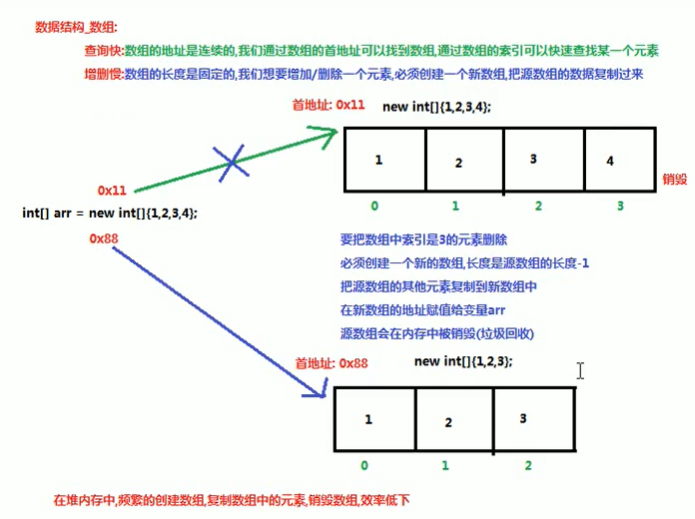 数据结构_数组:
查询快:数组的地址是连续的,我们通过数组的首地址可以找到数组,通过数组的索引可以快速查找某一个元素
增删慢:数组的长度是固定的,我们想要增加/删除一个元素,必须创建一个新数组,把源数组的数据复制过来
首地址: 0x11 new int[]{1,2,3,4};
1 2 3 4
销毁
0 1 2 3
0x11
int[] arr = new int[]{1,2,3,4};
0x88
要把数组中索引是3的元素删除
必须创建一个新的数组,长度是源数组的长度-1
把源数组的其他元素复制到新数组中
在新数组的地址赋值给变量arr
源数组会在内存中被销毁(垃圾回收)
首地址: 0x88 new int[]{1,2,3};
1 2 3
0 1 2
在堆内存中,频繁的创建数组,复制数组中的元素,销毁数组,效率低下